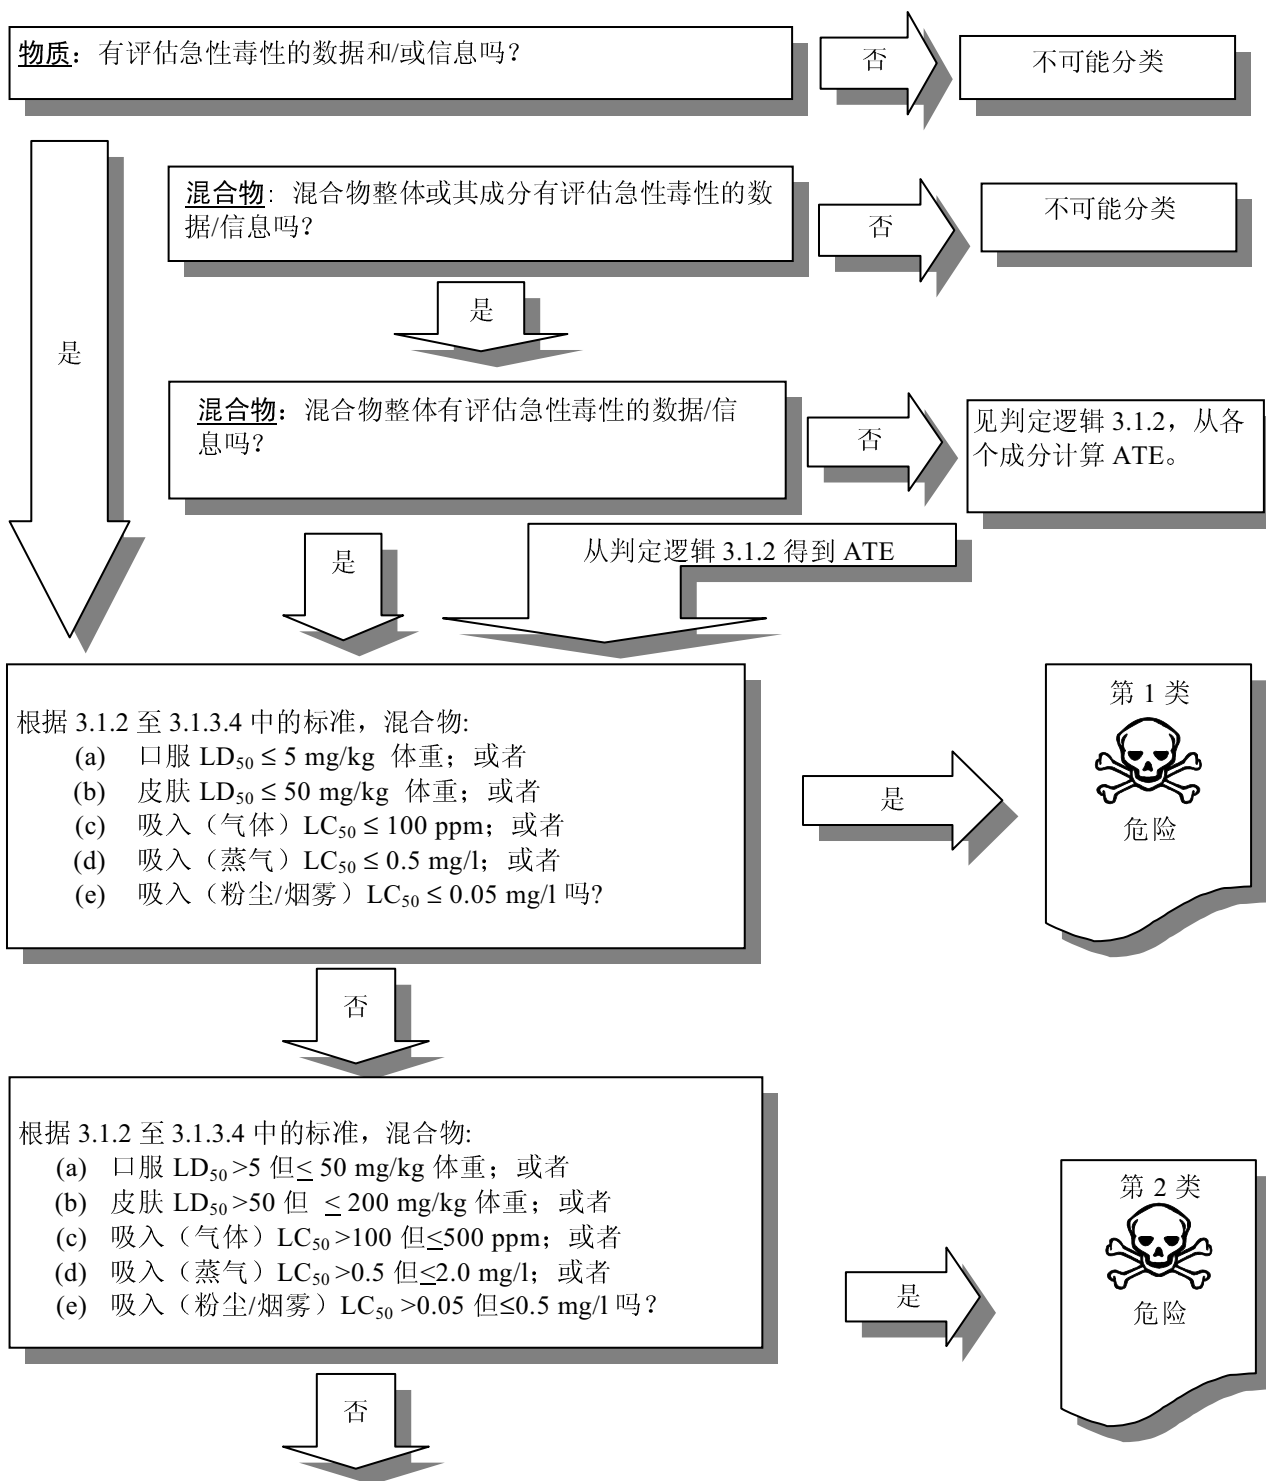 物质：有评估急性毒性的数据和/或信息吗？
否
不可能分类
混合物：混合物整体或其成分有评估急性毒性的数
据/信息吗？
否
不可能分类
是
是
混合物：混合物整体有评估急性毒性的数据/信
息吗？
否
见判定逻辑 3.1.2，从各
个成分计算 ATE。
是
从判定逻辑 3.1.2 得到 ATE
根据 3.1.2 至 3.1.3.4 中的标准，混合物:
(a) 口服 LD50 ≤ 5 mg/kg 体重；或者
(b) 皮肤 LD50 ≤ 50 mg/kg 体重；或者
(c) 吸入（气体）LC50 ≤ 100 ppm；或者
(d) 吸入（蒸气）LC50 ≤ 0.5 mg/l；或者
(e) 吸入（粉尘/烟雾）LC50 ≤ 0.05 mg/l 吗?
是
第 1 类
危险
否
根据 3.1.2 至 3.1.3.4 中的标准，混合物:
(a) 口服 LD50 >5 但≤ 50 mg/kg 体重；或者
(b) 皮肤 LD50 >50 但 ≤ 200 mg/kg 体重；或者
(c) 吸入（气体）LC50 >100 但≤500 ppm；或者
(d) 吸入（蒸气）LC50 >0.5 但≤2.0 mg/l；或者
(e) 吸入（粉尘/烟雾）LC50 >0.05 但≤0.5 mg/l 吗？
是
第 2 类
危险
否